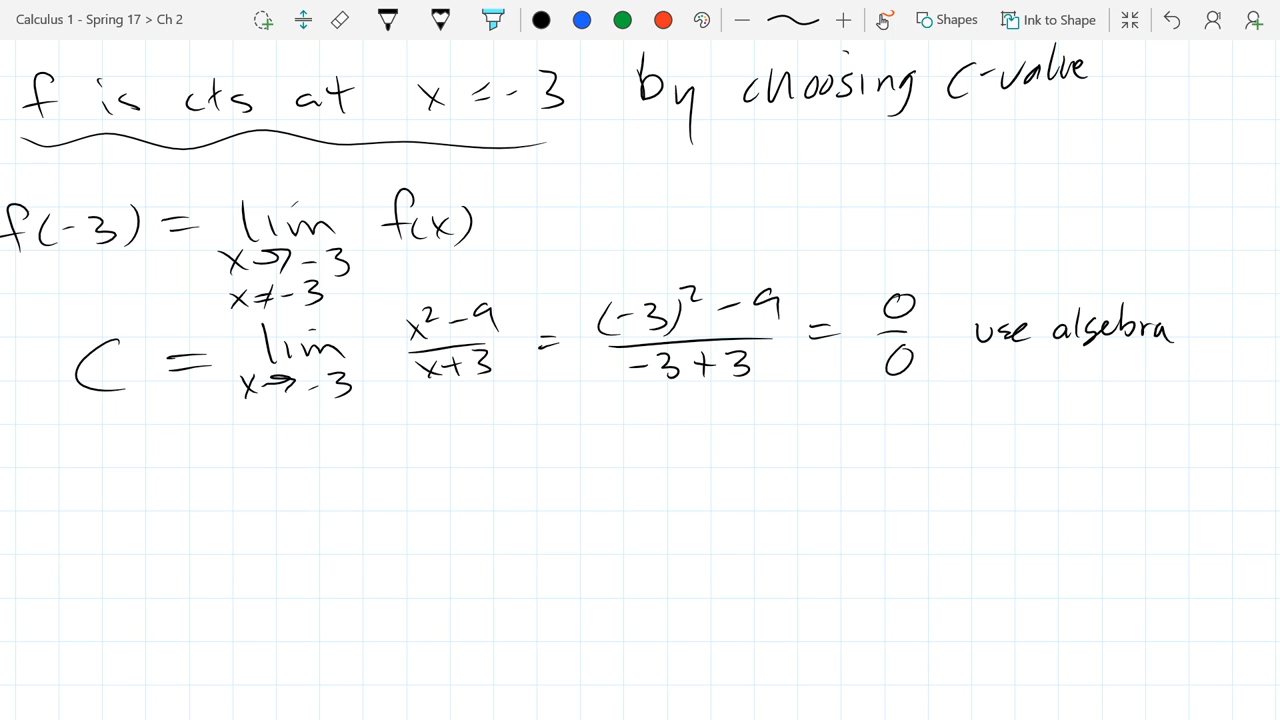 Calculus 1 - Spring 17 > Ch 2
Shapes
Ink to Shape
f is cts at x = -3 by choosing C-value
f(-3) = lim f(x)
x→ -3
x ≠ -3
C = lim x² - 9 / x + 3 = (-3)² - 9 / -3 + 3 = 0 / 0 use algebra
x→ -3